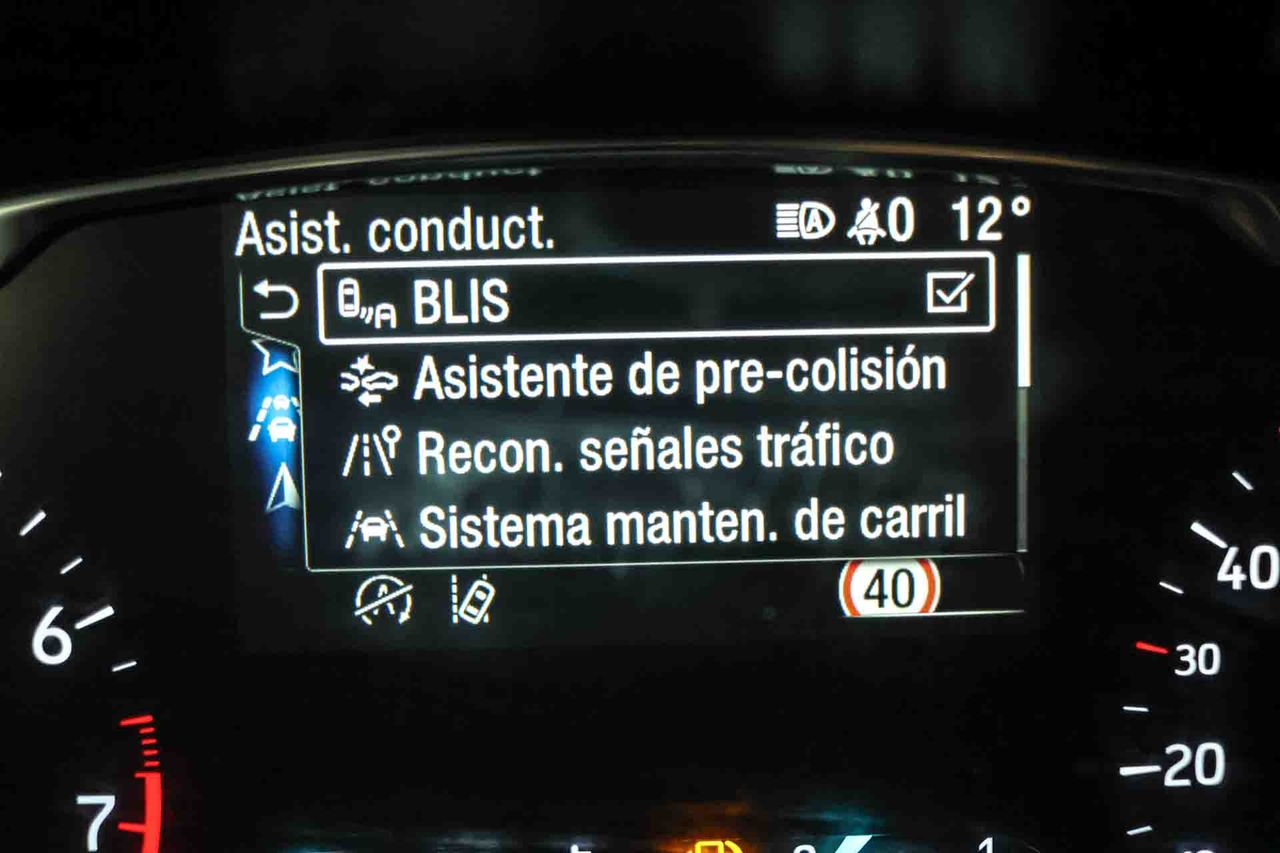 Asist. conduct. A 0 12°
BLIS
Asistente de pre-colisión
Recon. señales tráfico
Sistema manten. de carril
A 40
6
7
40
30
20
1